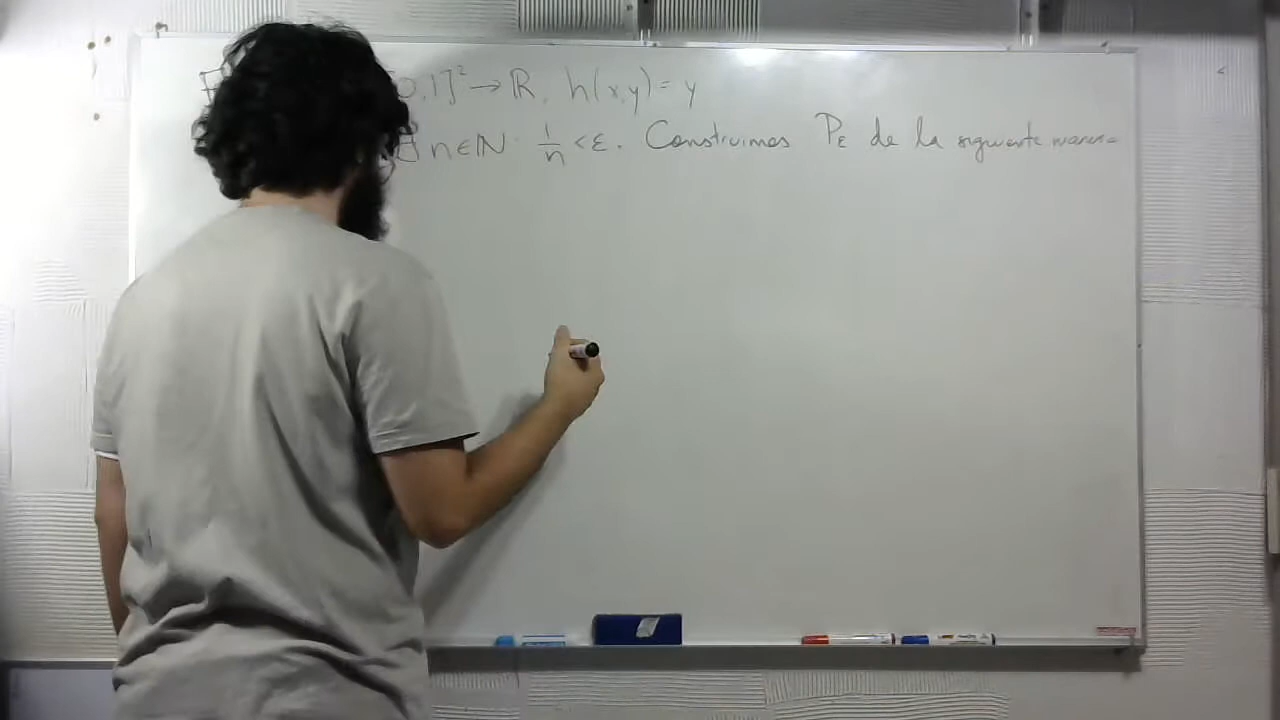 0,1]² → ℝ, h(x,y) = y
∃ n ∈ ℕ : 1/n < ε. Construimos Pε de la siguiente manera